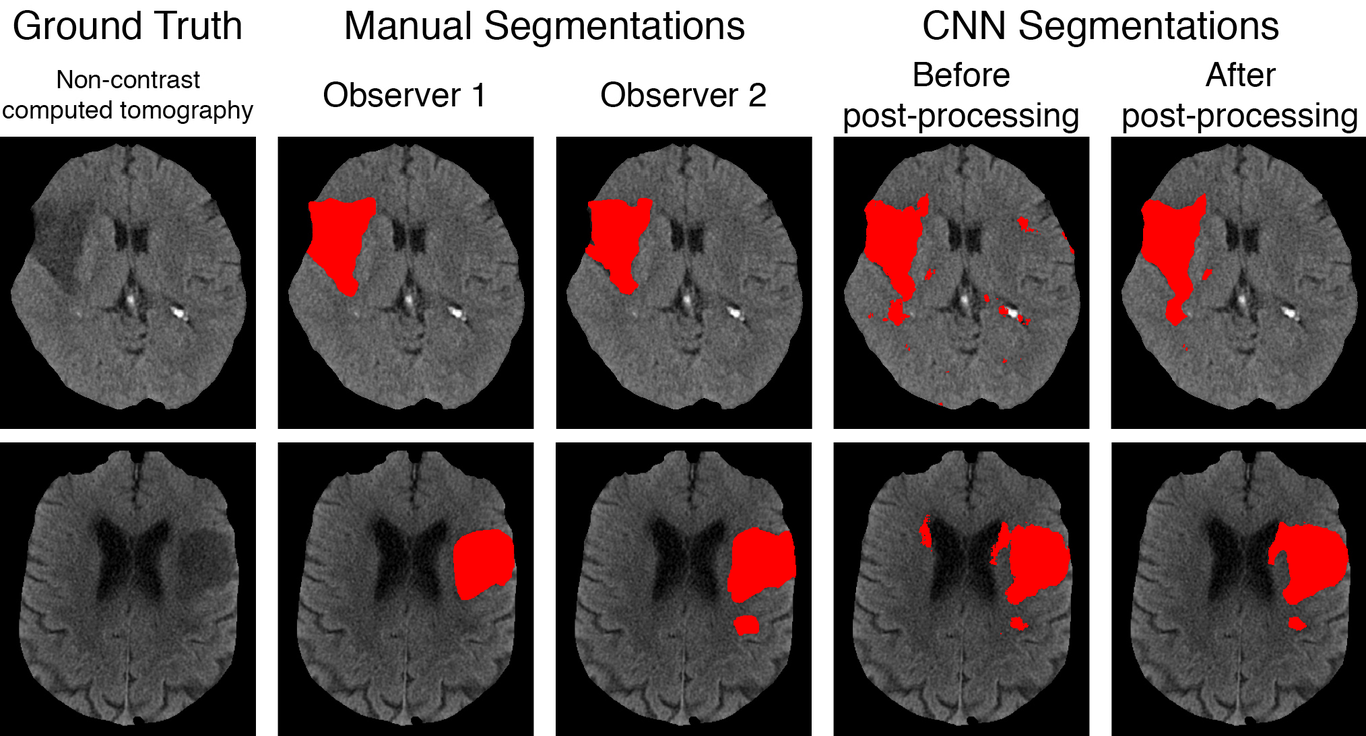 Ground Truth
Manual Segmentations
CNN Segmentations
Non-contrast
computed tomography
Observer 1
Observer 2
Before
post-processing
After
post-processing